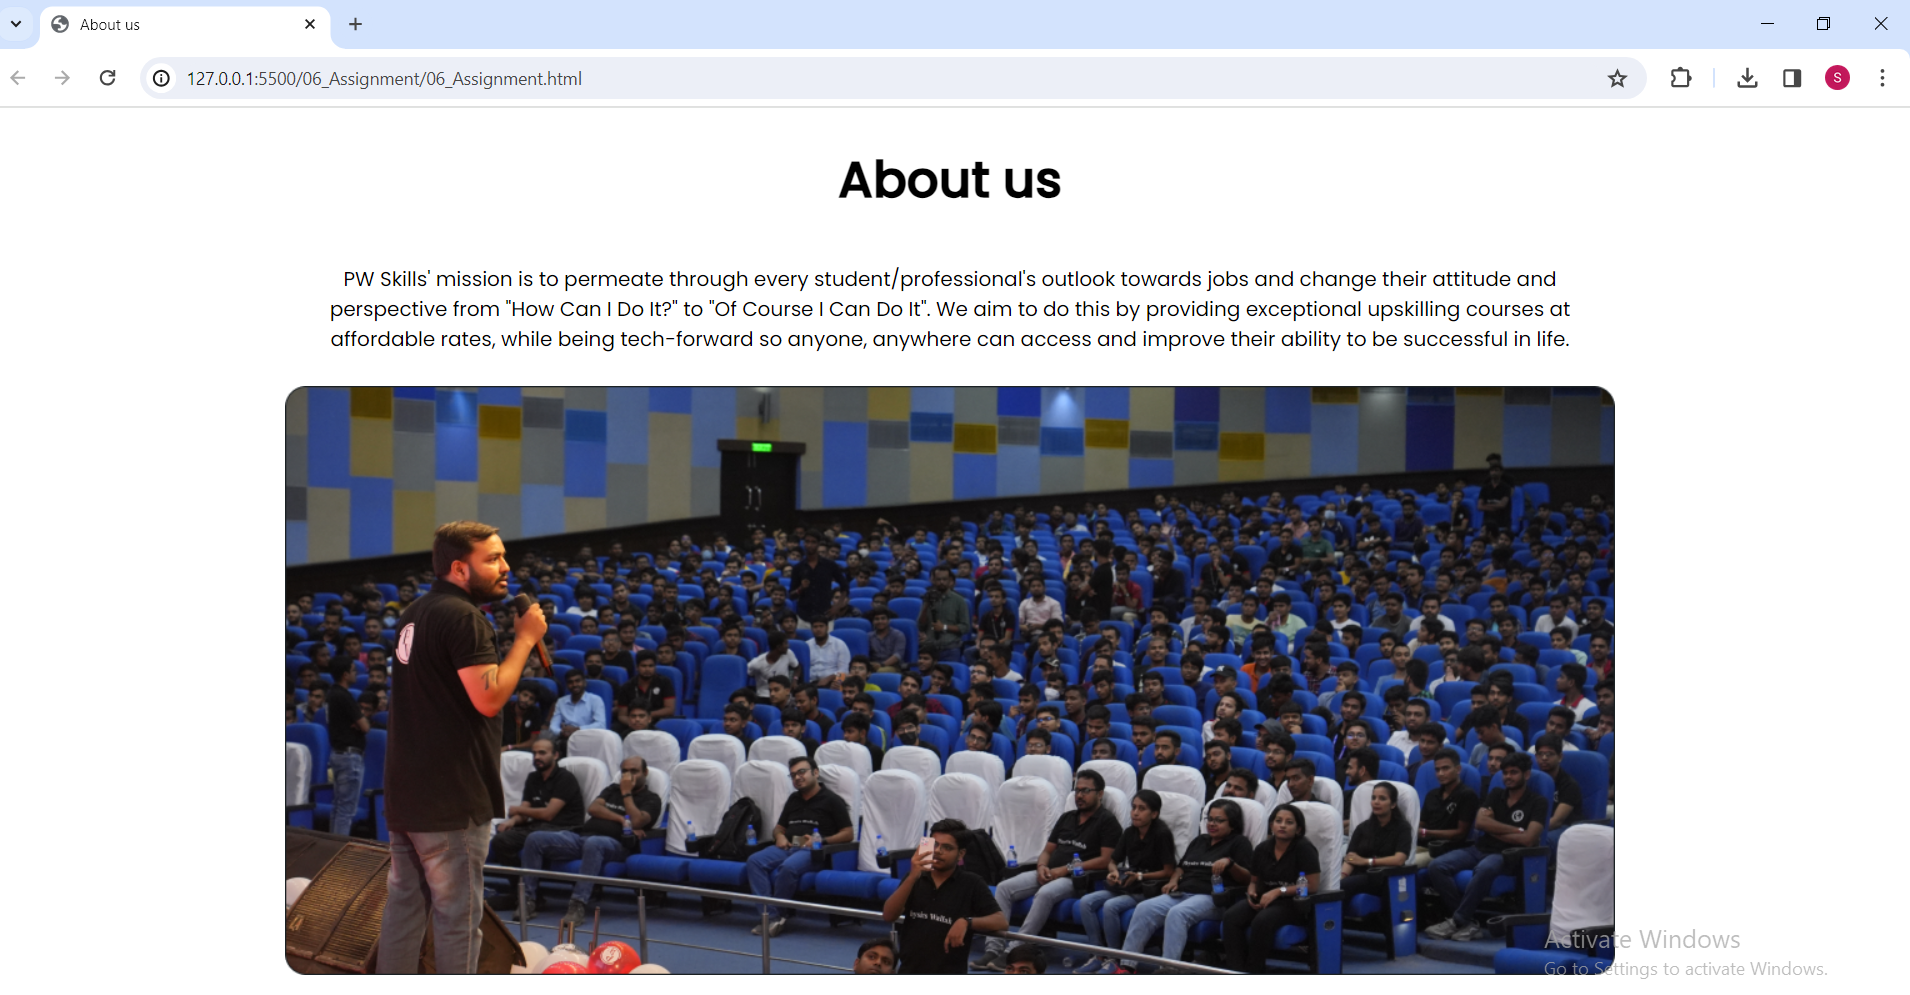 About us
127.0.0.1:5500/06_Assignment/06_Assignment.html
S
About us
PW Skills' mission is to permeate through every student/professional's outlook towards jobs and change their attitude and
perspective from "How Can I Do It?" to "Of Course I Can Do It". We aim to do this by providing exceptional upskilling courses at
affordable rates, while being tech-forward so anyone, anywhere can access and improve their ability to be successful in life.
Activate Windows
Go to Settings to activate Windows.